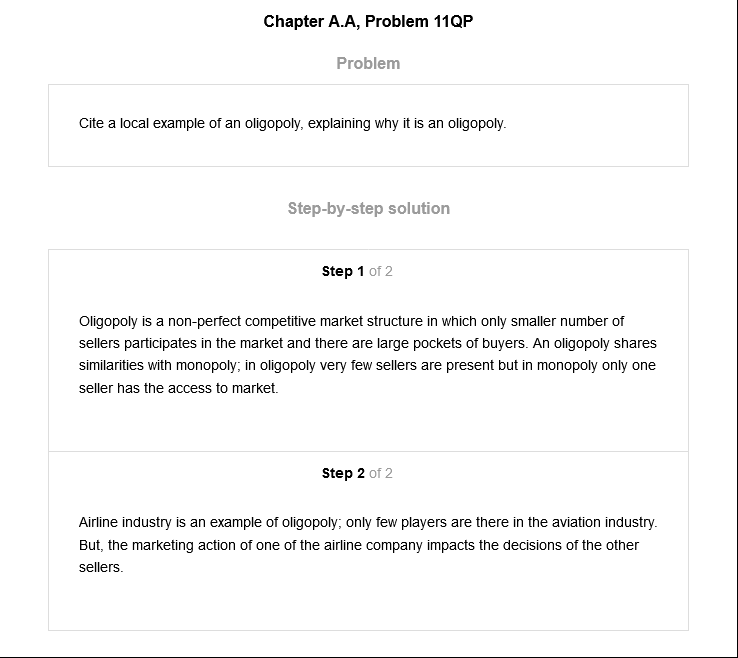 Chapter A.A, Problem 11QP
Problem
Cite a local example of an oligopoly, explaining why it is an oligopoly.
Step-by-step solution
Step 1 of 2
Oligopoly is a non-perfect competitive market structure in which only smaller number of
sellers participates in the market and there are large pockets of buyers. An oligopoly shares
similarities with monopoly; in oligopoly very few sellers are present but in monopoly only one
seller has the access to market.
Step 2 of 2
Airline industry is an example of oligopoly; only few players are there in the aviation industry.
But, the marketing action of one of the airline company impacts the decisions of the other
sellers.